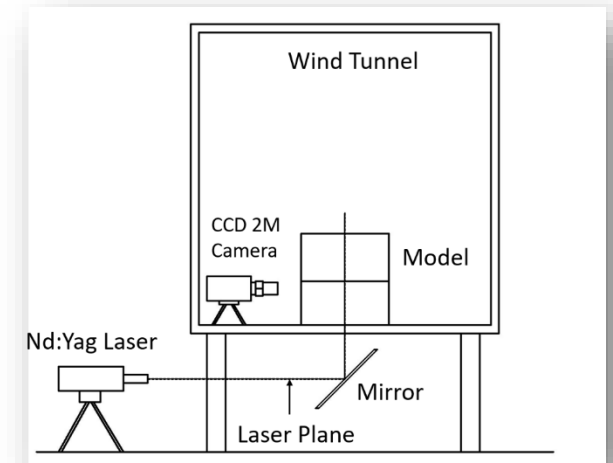 Wind Tunnel
CCD 2M
Camera
Model
Nd:Yag Laser
Mirror
Laser Plane